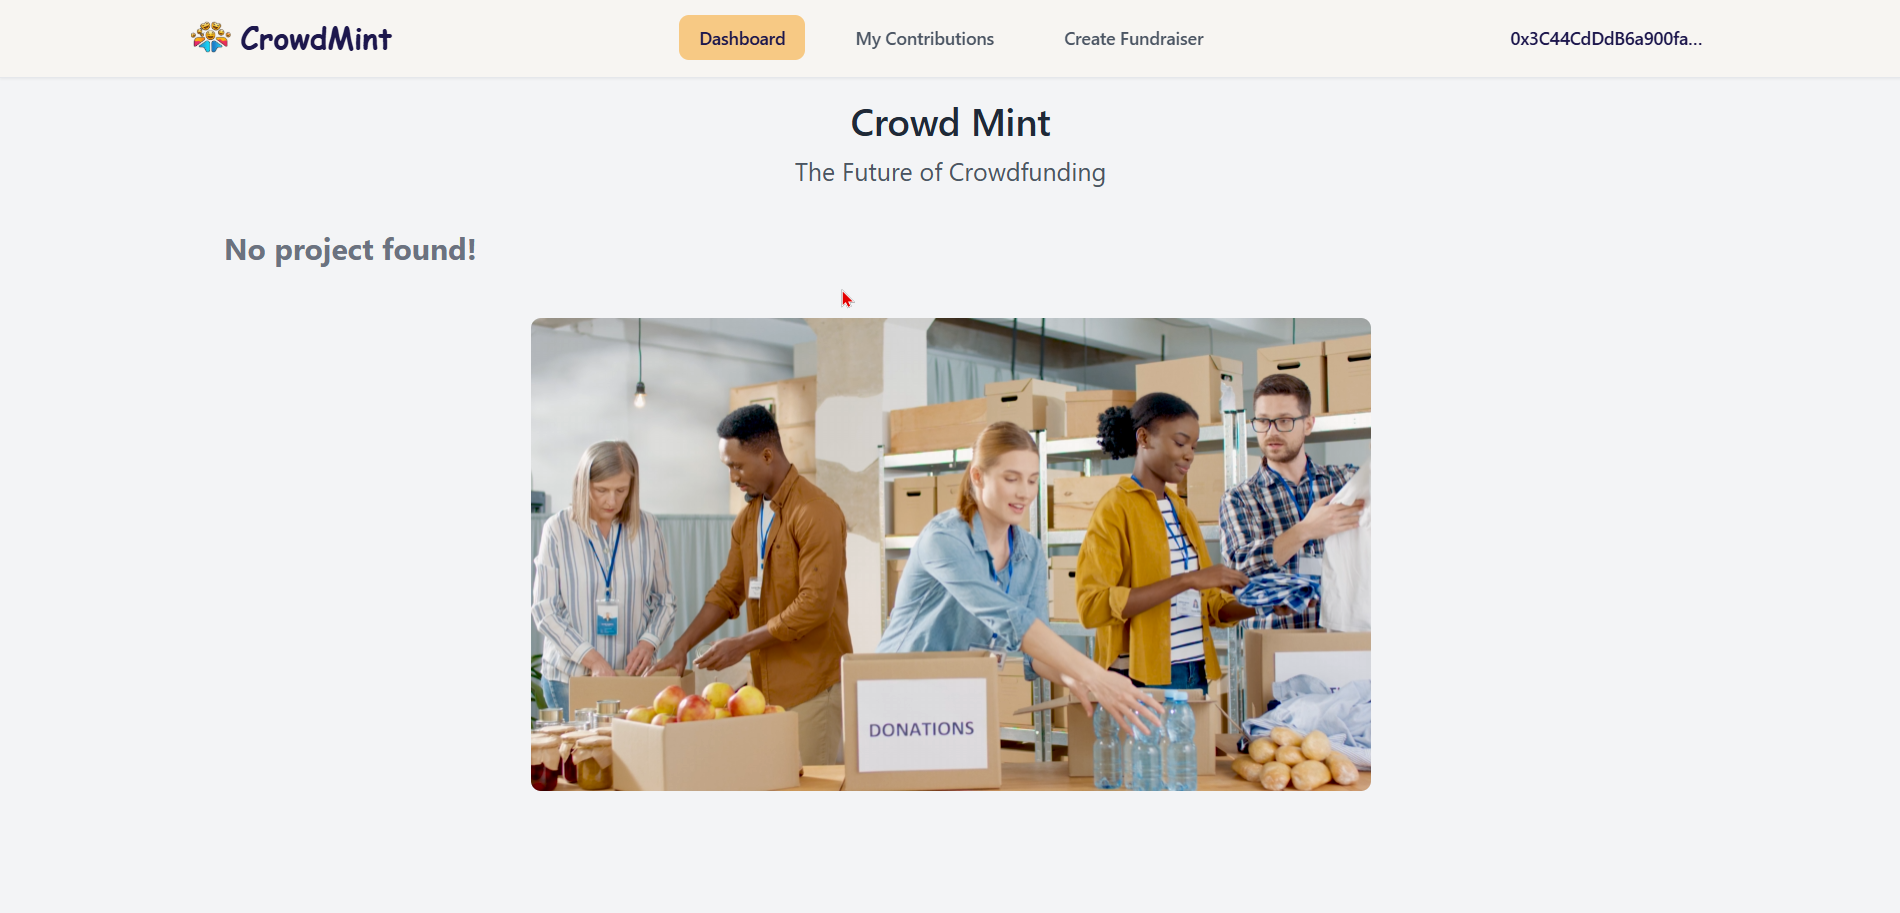 CrowdMint
Dashboard
My Contributions
Create Fundraiser
0x3C44CdDdB6a900fa...
Crowd Mint
The Future of Crowdfunding
No project found!
DONATIONS